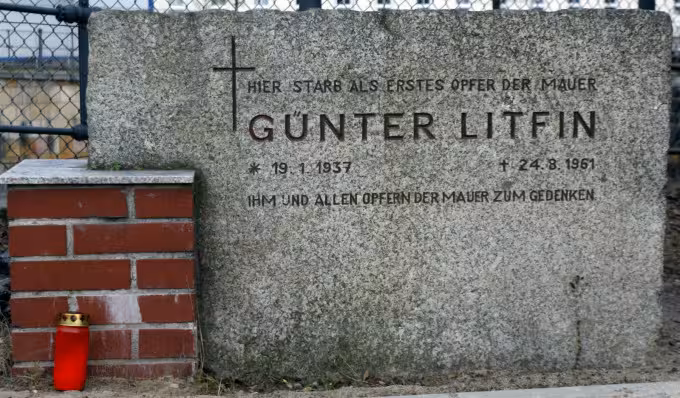 HIER STARB ALS ERSTES OPFER DER MAUER
GÜNTER LITFIN
* 19.1.1937 † 24.8.1961
IHM UND ALLEN OPFERN DER MAUER ZUM GEDENKEN